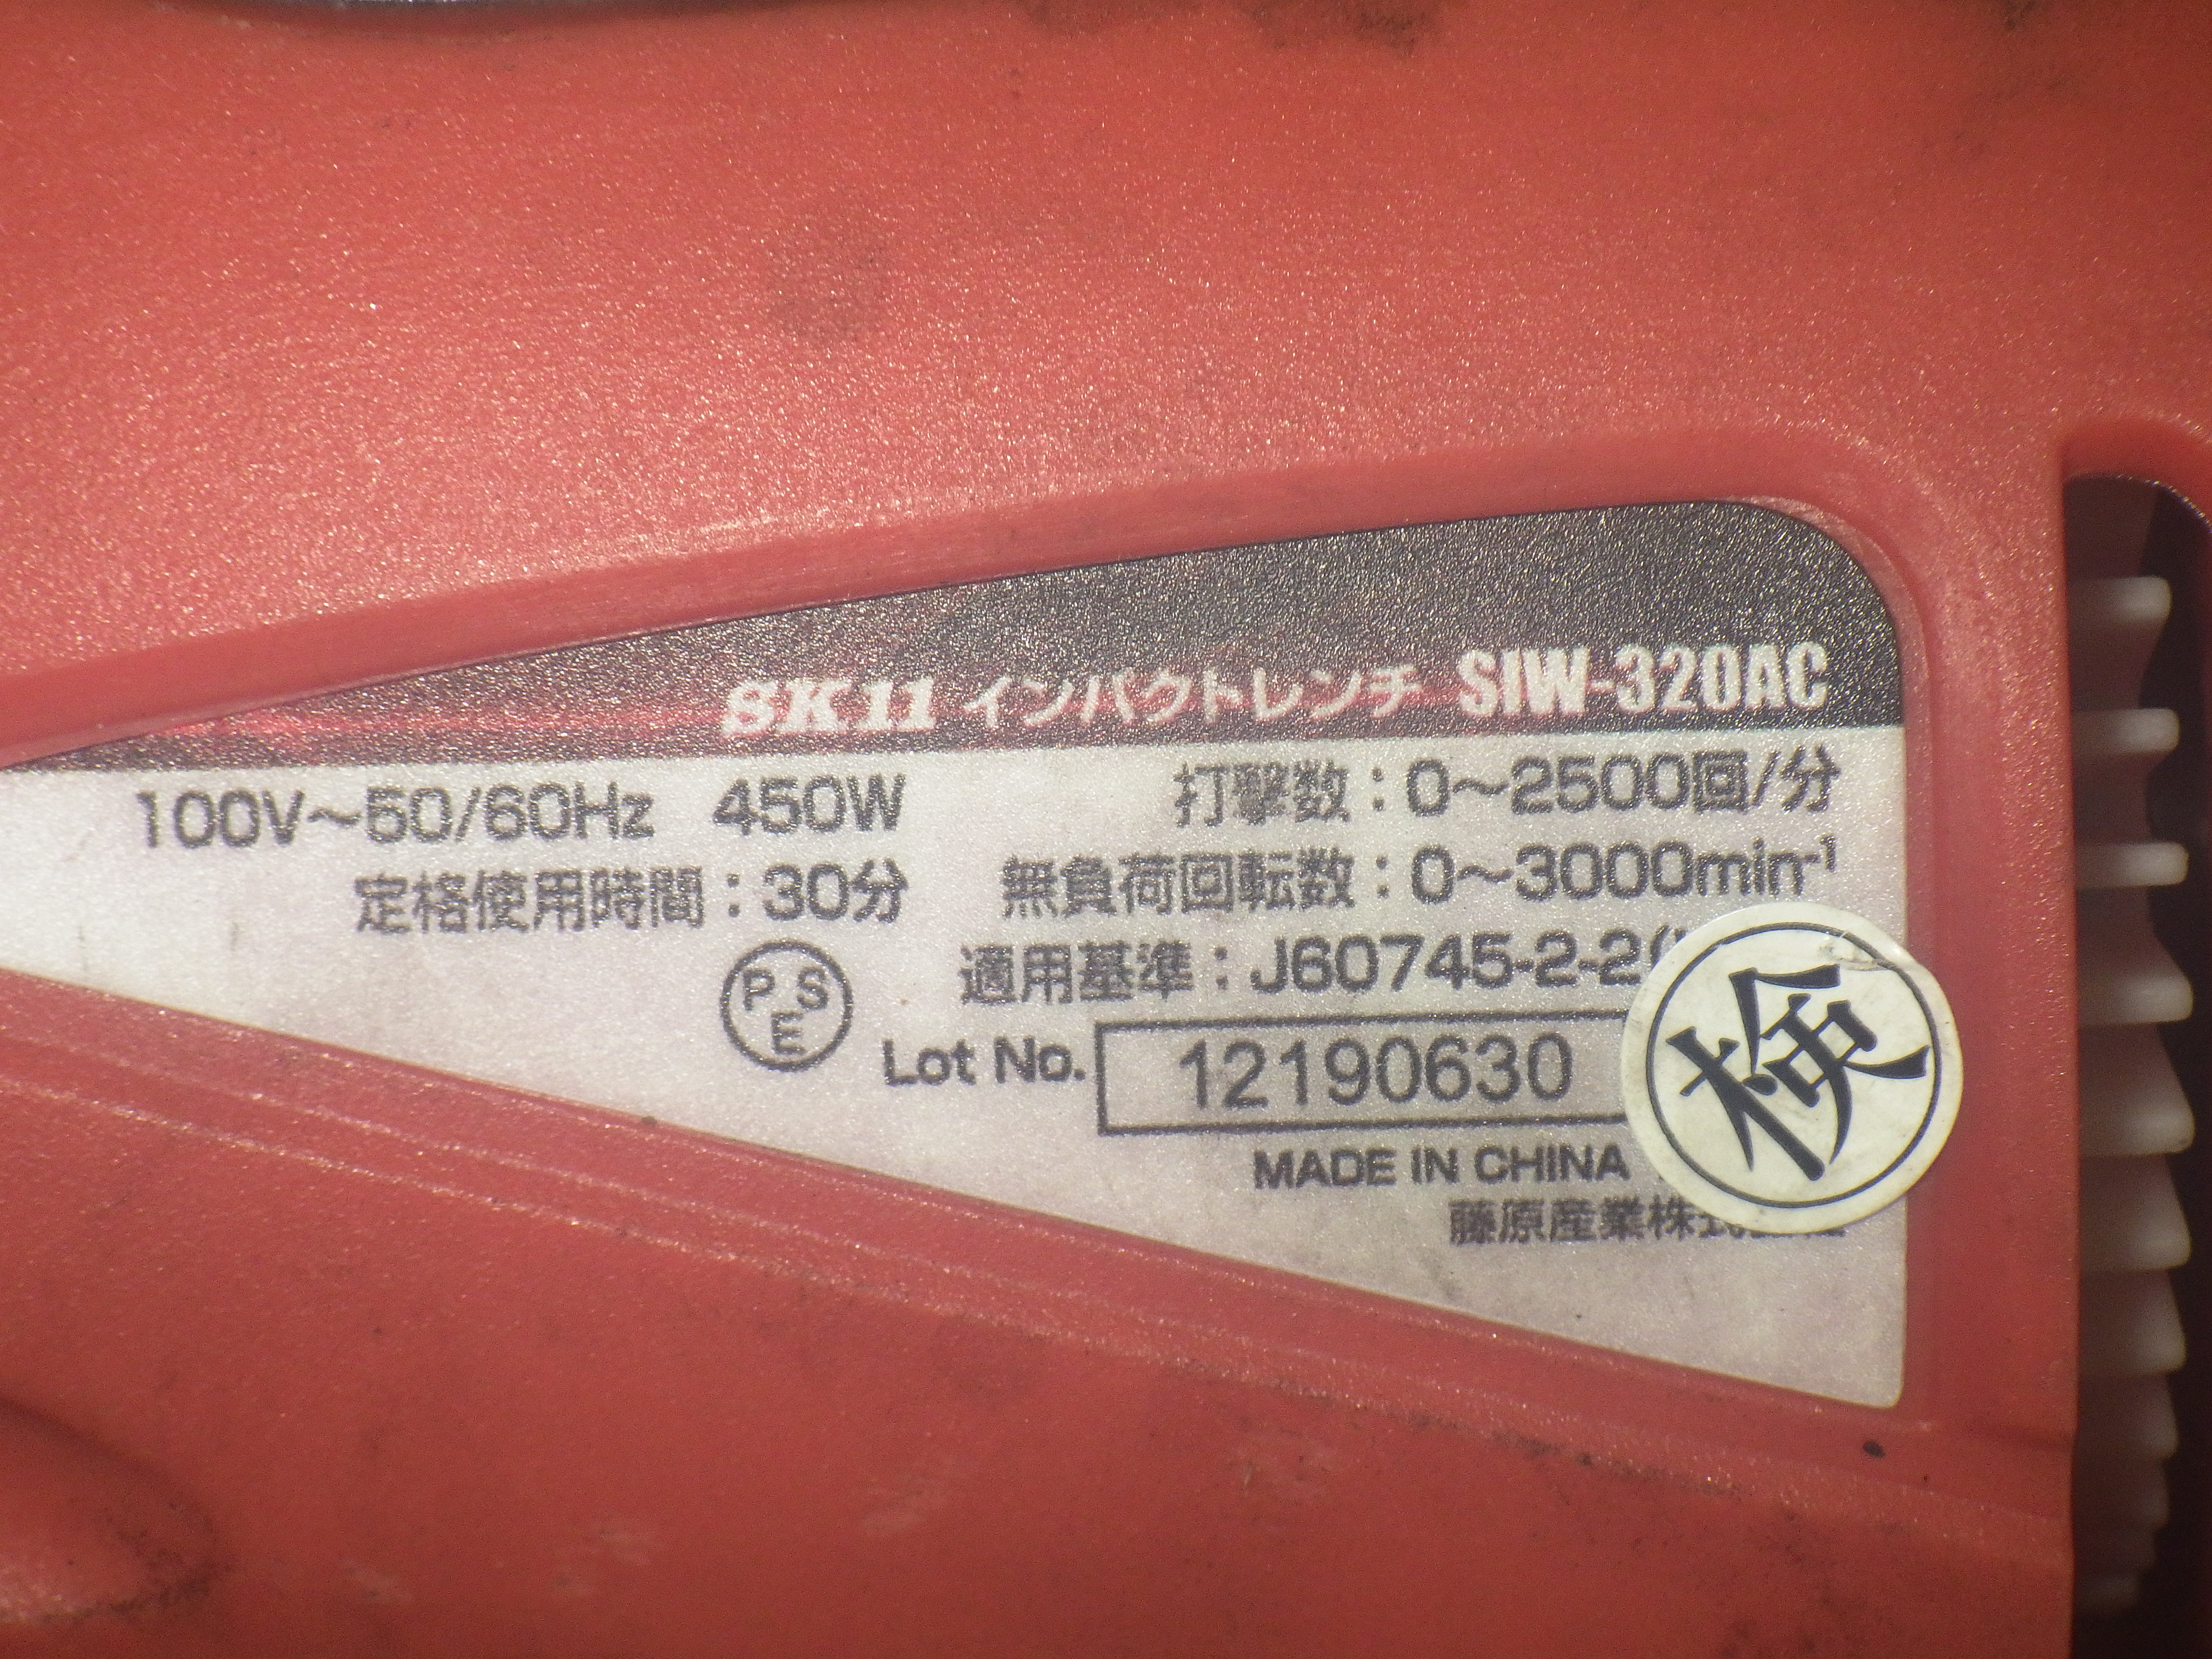 SK11 インパクトレンチ SIW-320AC
100V～50/60Hz 450W
定格使用時間：30分
打撃数：0～2500回/分
無負荷回転数：0～3000min-1
適用基準：J60745-2-2(
PSE
Lot No. 12190630
MADE IN CHINA
藤原産業株式
検